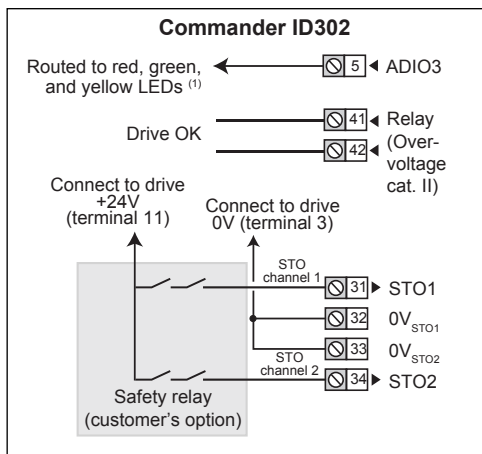 Commander ID302
Routed to red, green,
and yellow LEDs (1)
5 ADIO3
Drive OK
41 Relay
42 (Over-
voltage
cat. II)
Connect to drive
+24V
(terminal 11)
Connect to drive
0V (terminal 3)
STO
channel 1
31 STO1
32 0VSTO1
33 0VSTO2
STO
channel 2
34 STO2
Safety relay
(customer's option)